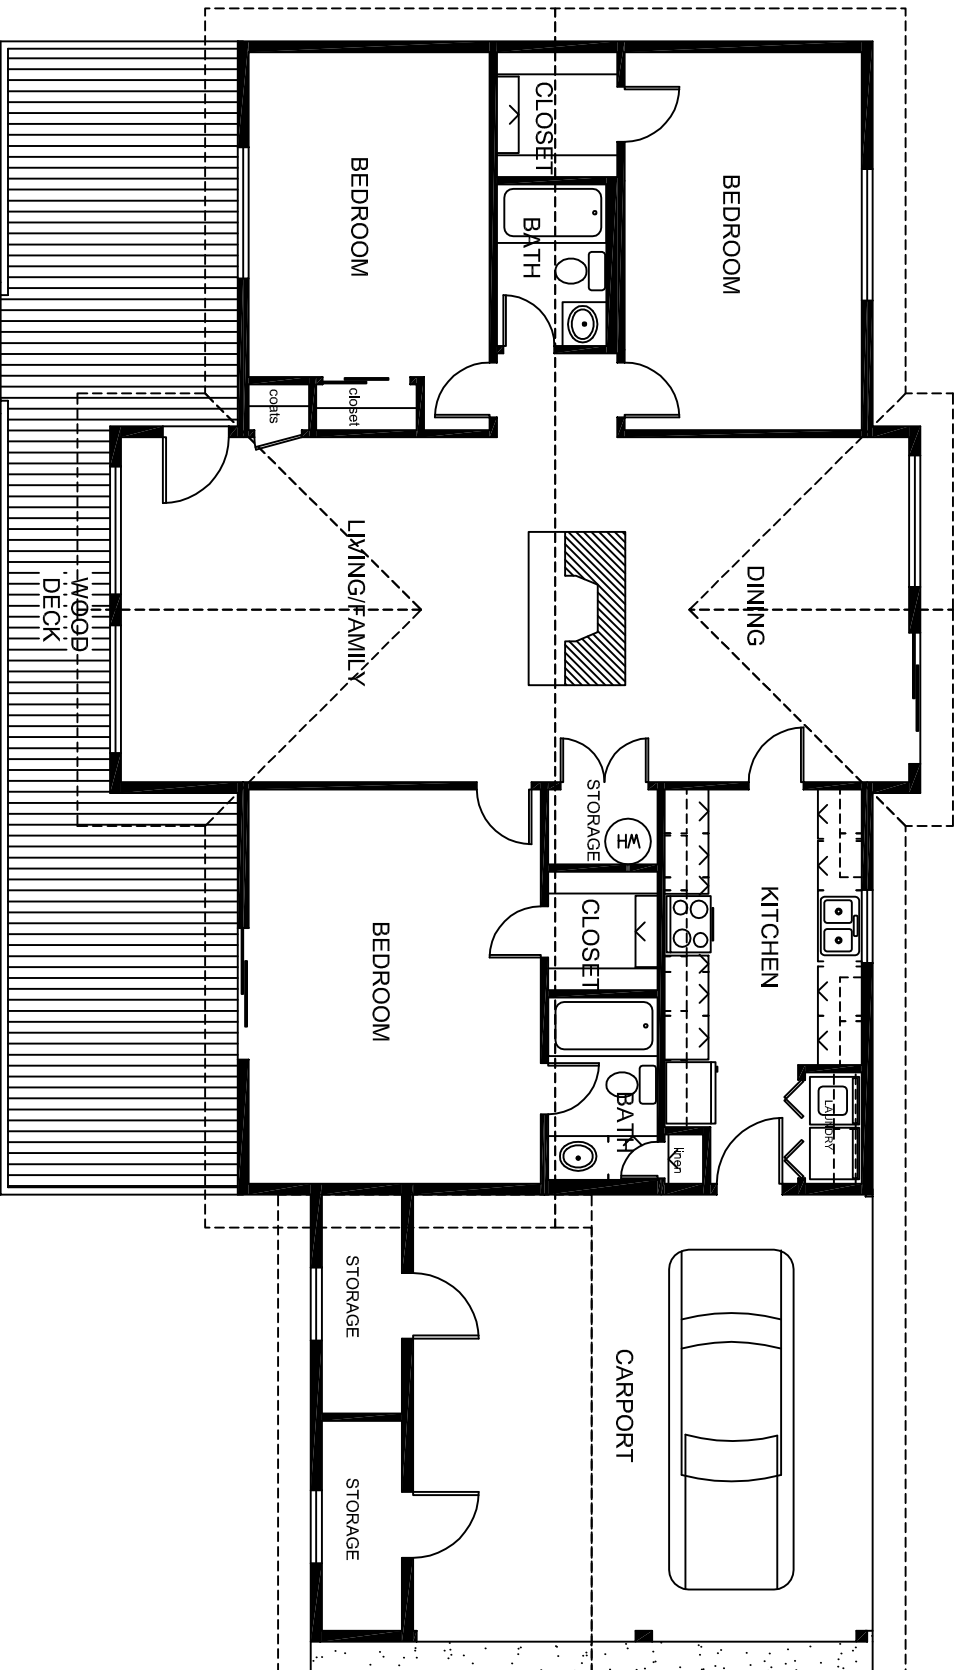 BEDROOM
CLOSET
BEDROOM
BATH
coats
closet
WOOD
DECK
LIVING/FAMILY
DINING
STORAGE
WH
CLOSET
KITCHEN
BEDROOM
BATH
linen
LAUNDRY
STORAGE
CARPORT
STORAGE